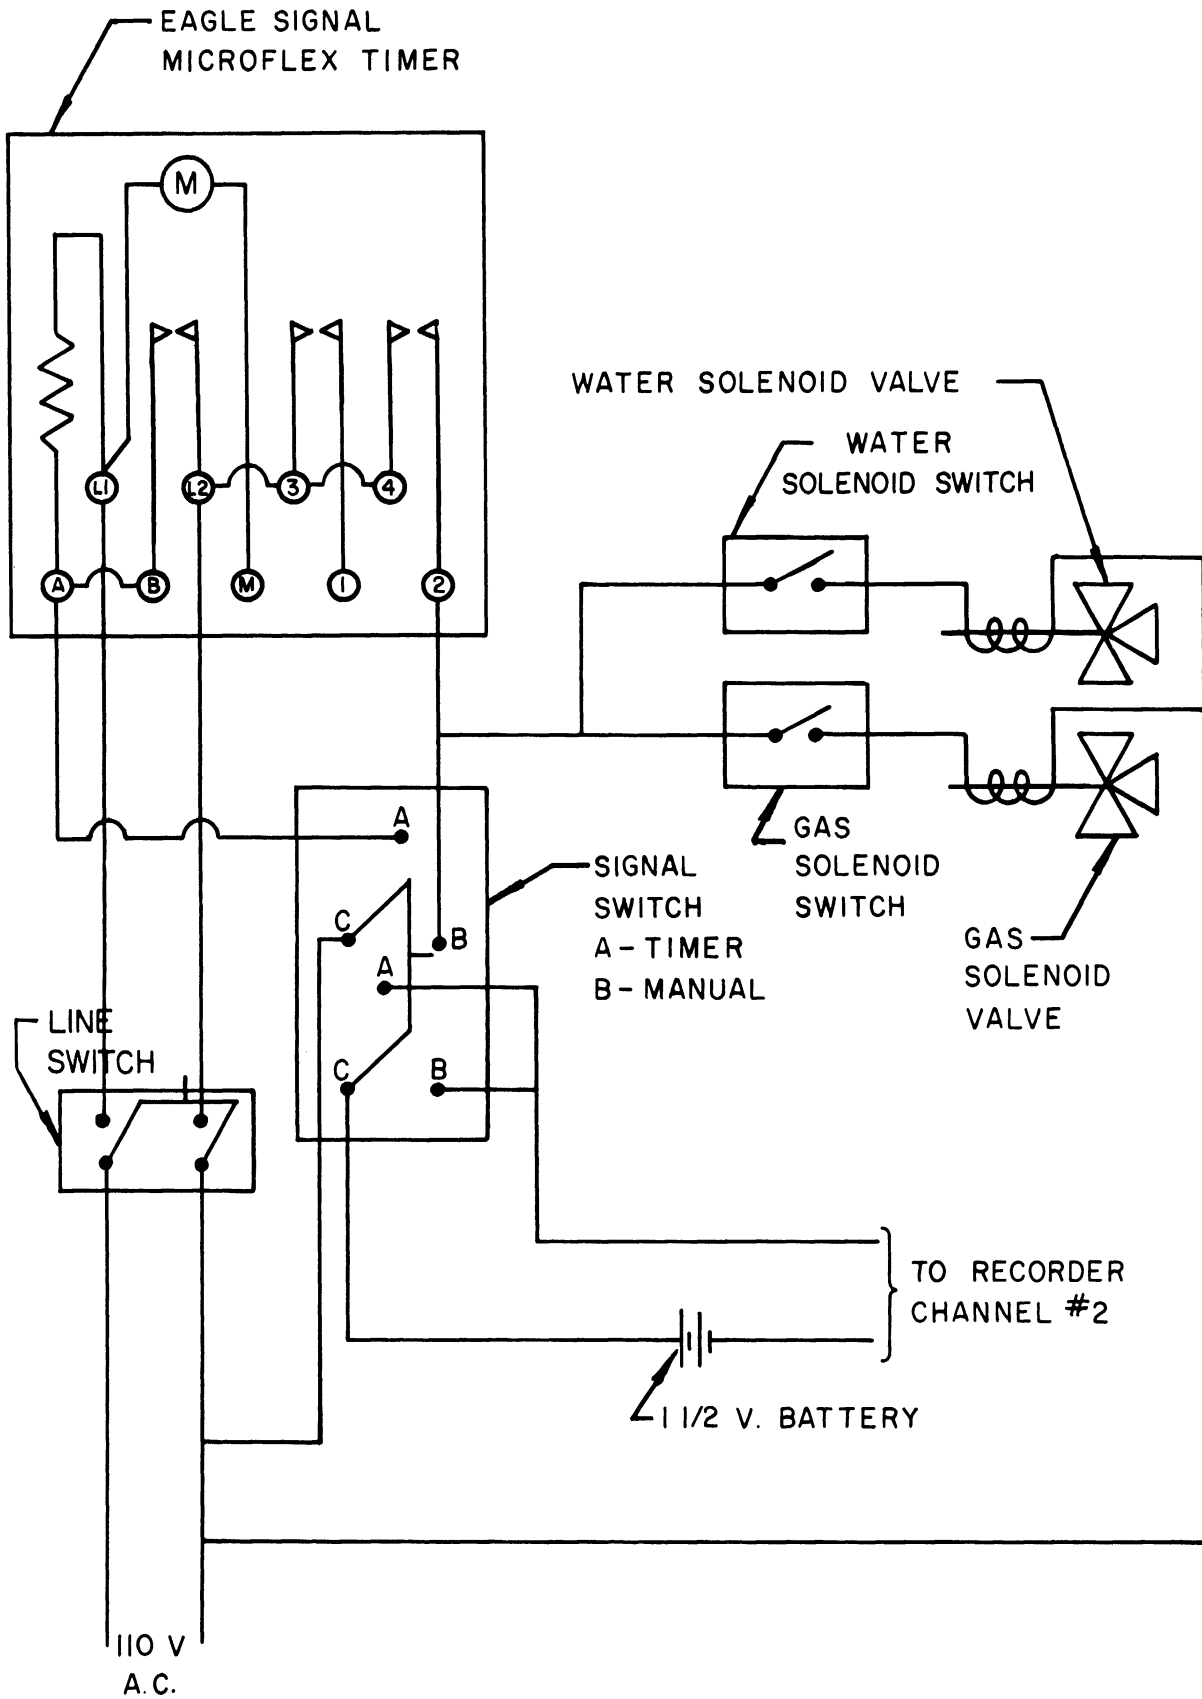 EAGLE SIGNAL
MICROFLEX TIMER
M
L1
L2
3
4
A
B
M
1
2
WATER SOLENOID VALVE
WATER
SOLENOID SWITCH
GAS
SOLENOID
SWITCH
GAS
SOLENOID
VALVE
A
C
B
A
C
B
SIGNAL
SWITCH
A - TIMER
B - MANUAL
LINE
SWITCH
TO RECORDER
CHANNEL #2
1 1/2 V. BATTERY
110 V
A.C.